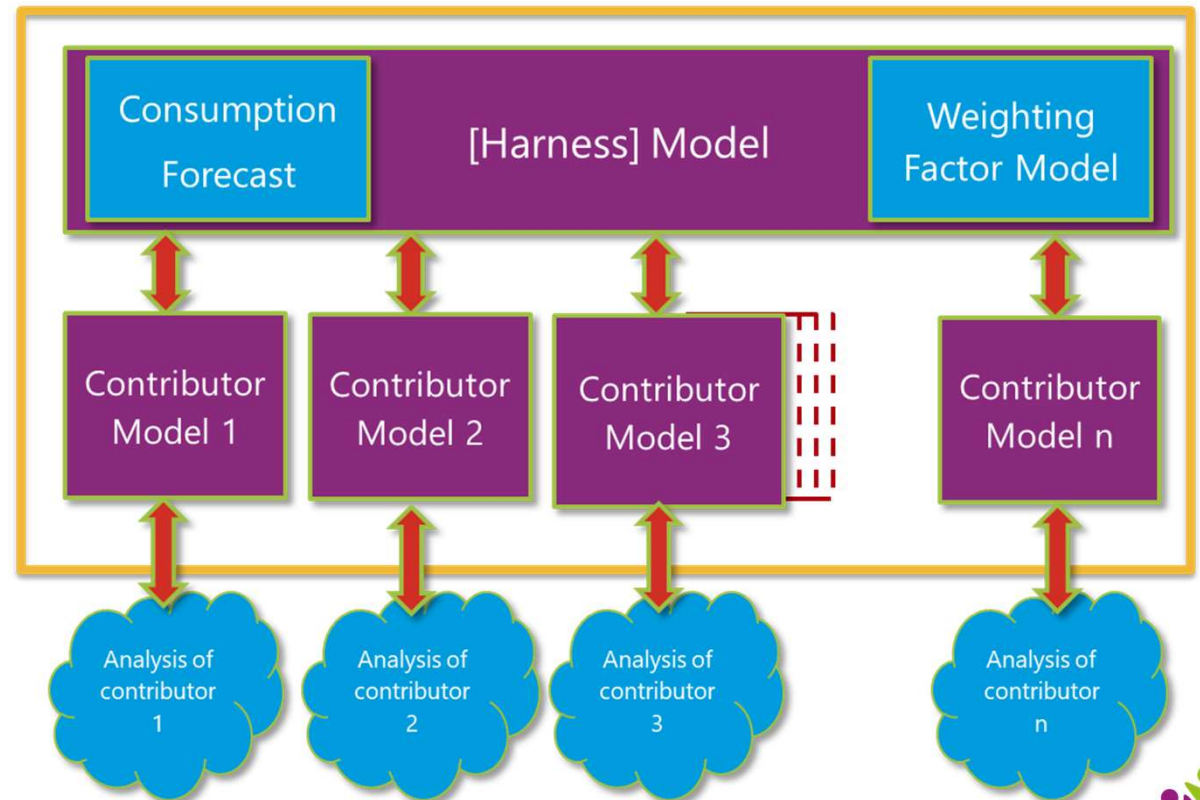 Consumption
Forecast
[Harness] Model
Weighting
Factor Model
Contributor
Model 1
Contributor
Model 2
Contributor
Model 3
Contributor
Model n
Analysis of
contributor
1
Analysis of
contributor
2
Analysis of
contributor
3
Analysis of
contributor
n